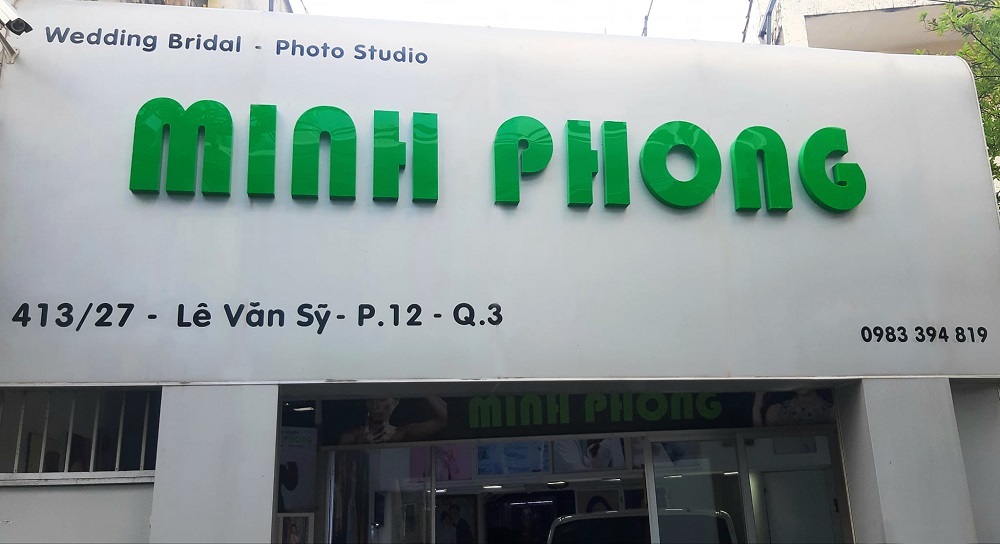 Wedding Bridal - Photo Studio
MINH PHONG
413/27 - Lê Văn Sỹ - P.12 - Q.3
0983 394 819
MINH PHONG